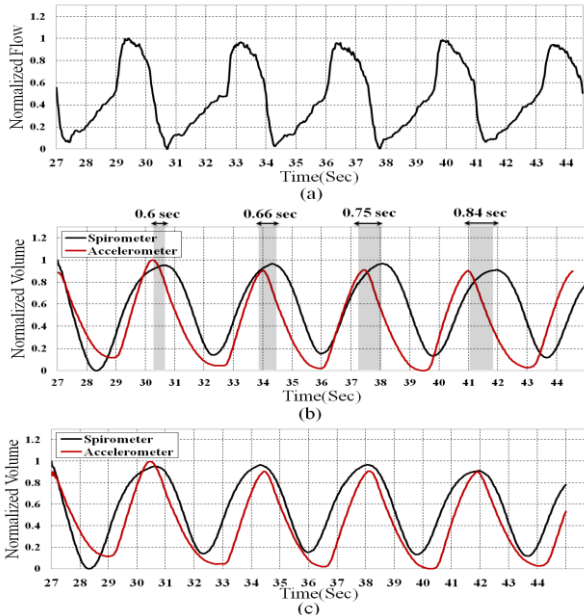 Normalized Flow
1.2
1
0.8
0.6
0.4
0.2
0
27 28 29 30 31 32 33 34 35 36 37 38 39 40 41 42 43 44
Time(Sec)
(a)
0.6 sec 0.66 sec 0.75 sec 0.84 sec
Normalized Volume
1.2
1
0.8
0.6
0.4
0.2
0
Spirometer
Accelerometer
27 28 29 30 31 32 33 34 35 36 37 38 39 40 41 42 43 44
Time(Sec)
(b)
Normalized Volume
1.2
1
0.8
0.6
0.4
0.2
0
Spirometer
Accelerometer
27 28 29 30 31 32 33 34 35 36 37 38 39 40 41 42 43 44
Time(Sec)
(c)